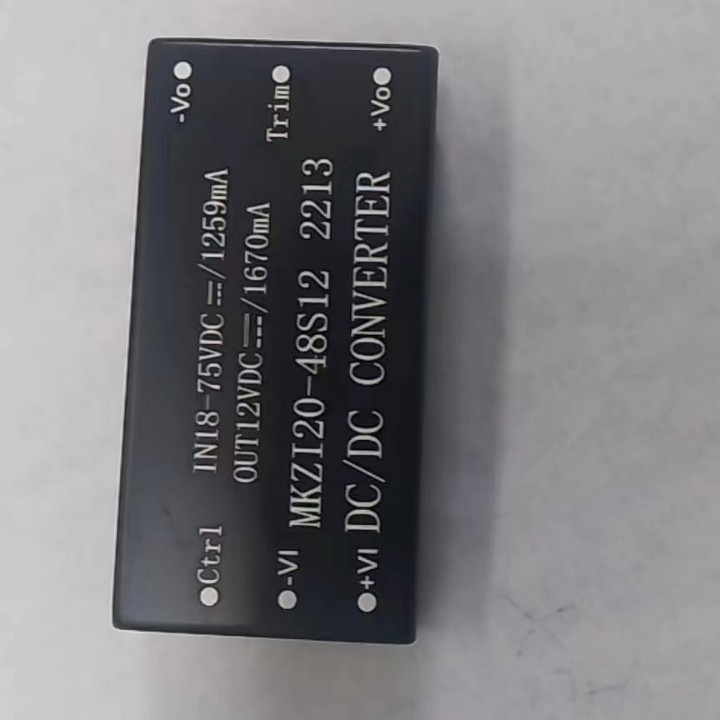 -Vo
Trim
+Vo
IN18-75VDC⎓/1259mA
OUT12VDC⎓/1670mA
MKZI20-48S12 2213
DC/DC CONVERTER
Ctrl
-VI
+VI